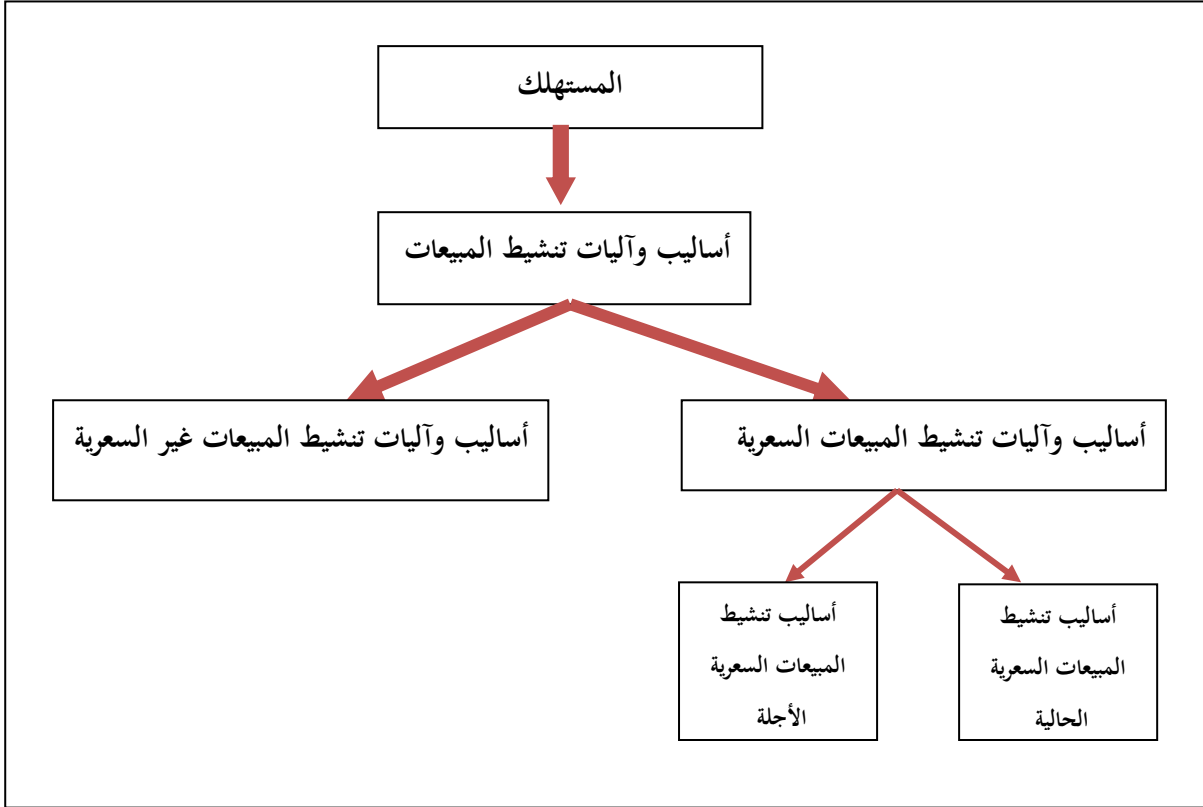 المستهلك
أساليب وآليات تنشيط المبيعات
أساليب وآليات تنشيط المبيعات السعرية
أساليب وآليات تنشيط المبيعات غير السعرية
أساليب تنشيط
المبيعات السعرية
الحالية
أساليب تنشيط
المبيعات السعرية
الأجلة